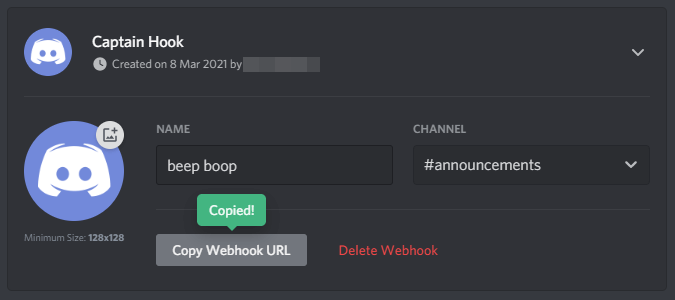 Captain Hook
Created on 8 Mar 2021 by
NAME
CHANNEL
beep boop
#announcements
Copied!
Minimum Size: 128x128
Copy Webhook URL
Delete Webhook